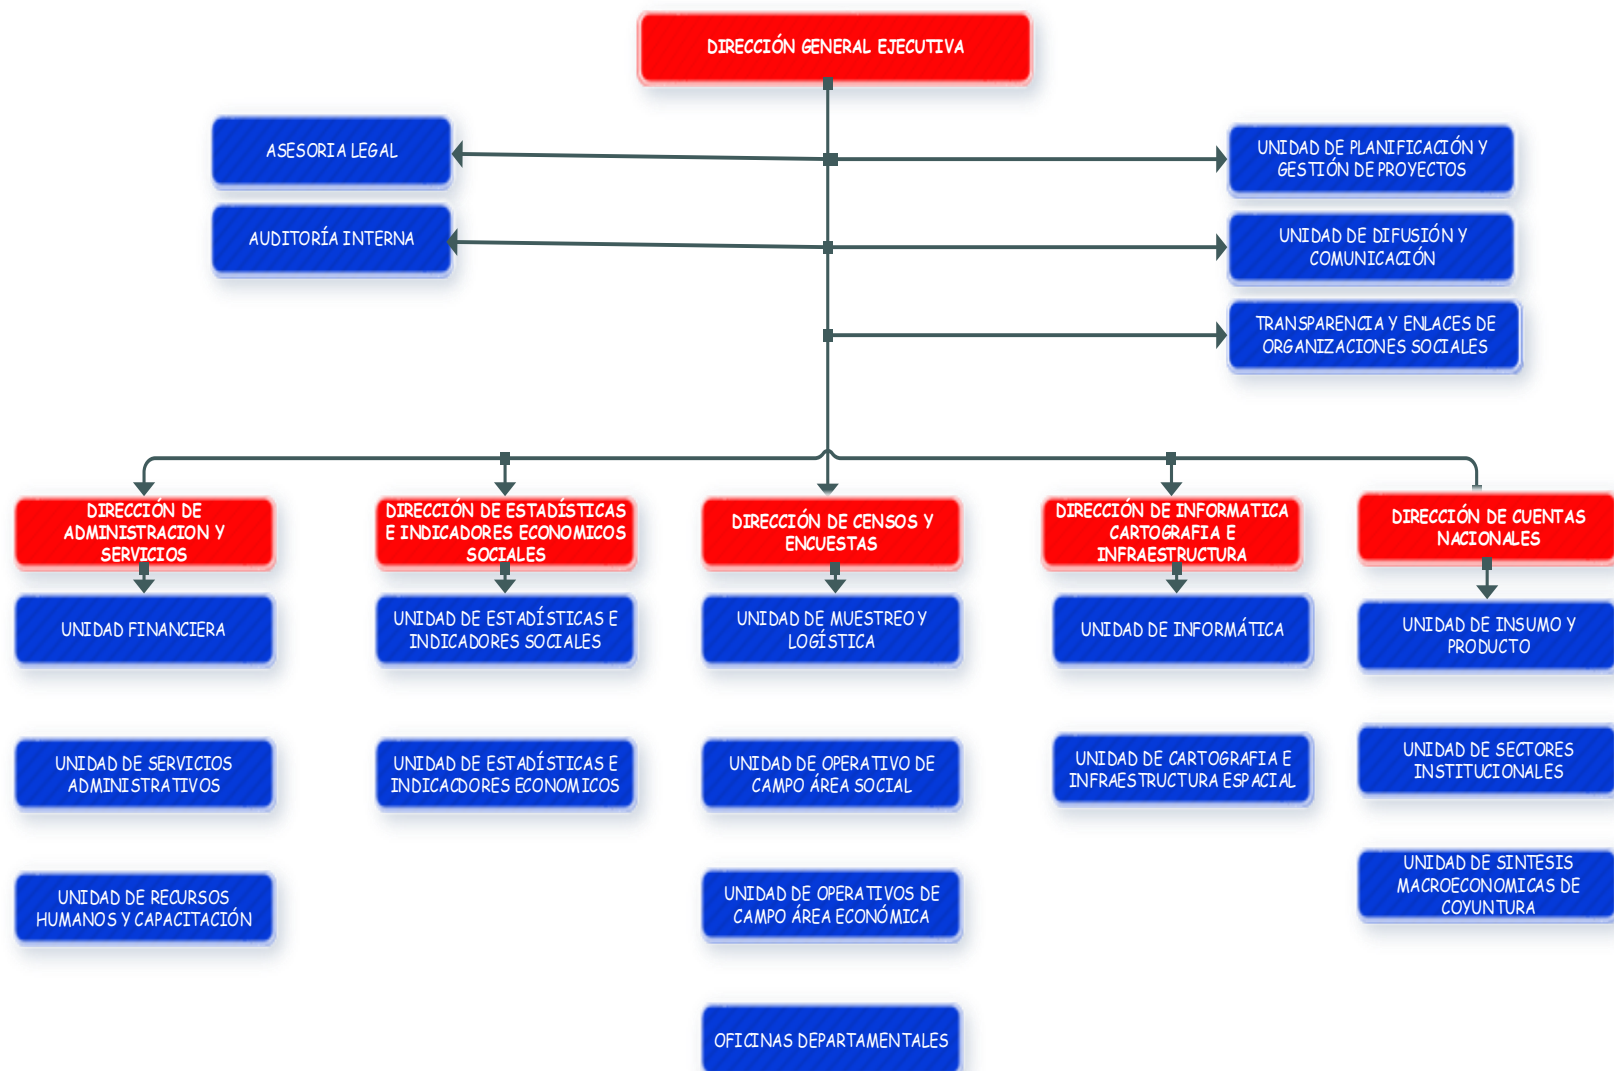 DIRECCIÓN GENERAL EJECUTIVA
ASESORIA LEGAL
UNIDAD DE PLANIFICACIÓN Y
GESTIÓN DE PROYECTOS
AUDITORÍA INTERNA
UNIDAD DE DIFUSIÓN Y
COMUNICACIÓN
TRANSPARENCIA Y ENLACES DE
ORGANIZACIONES SOCIALES
DIRECCIÓN DE
ADMINISTRACION Y
SERVICIOS
DIRECCIÓN DE ESTADÍSTICAS
E INDICADORES ECONOMICOS
SOCIALES
DIRECCIÓN DE CENSOS Y
ENCUESTAS
DIRECCIÓN DE INFORMATICA
CARTOGRAFIA E
INFRAESTRUCTURA
DIRECCIÓN DE CUENTAS
NACIONALES
UNIDAD FINANCIERA
UNIDAD DE ESTADÍSTICAS E
INDICADORES SOCIALES
UNIDAD DE MUESTREO Y
LOGÍSTICA
UNIDAD DE INFORMÁTICA
UNIDAD DE INSUMO Y
PRODUCTO
UNIDAD DE SERVICIOS
ADMINISTRATIVOS
UNIDAD DE ESTADÍSTICAS E
INDICACDORES ECONOMICOS
UNIDAD DE OPERATIVO DE
CAMPO ÁREA SOCIAL
UNIDAD DE CARTOGRAFIA E
INFRAESTRUCTURA ESPACIAL
UNIDAD DE SECTORES
INSTITUCIONALES
UNIDAD DE RECURSOS
HUMANOS Y CAPACITACIÓN
UNIDAD DE OPERATIVOS DE
CAMPO ÁREA ECONÓMICA
UNIDAD DE SINTESIS
MACROECONOMICAS DE
COYUNTURA
OFICINAS DEPARTAMENTALES